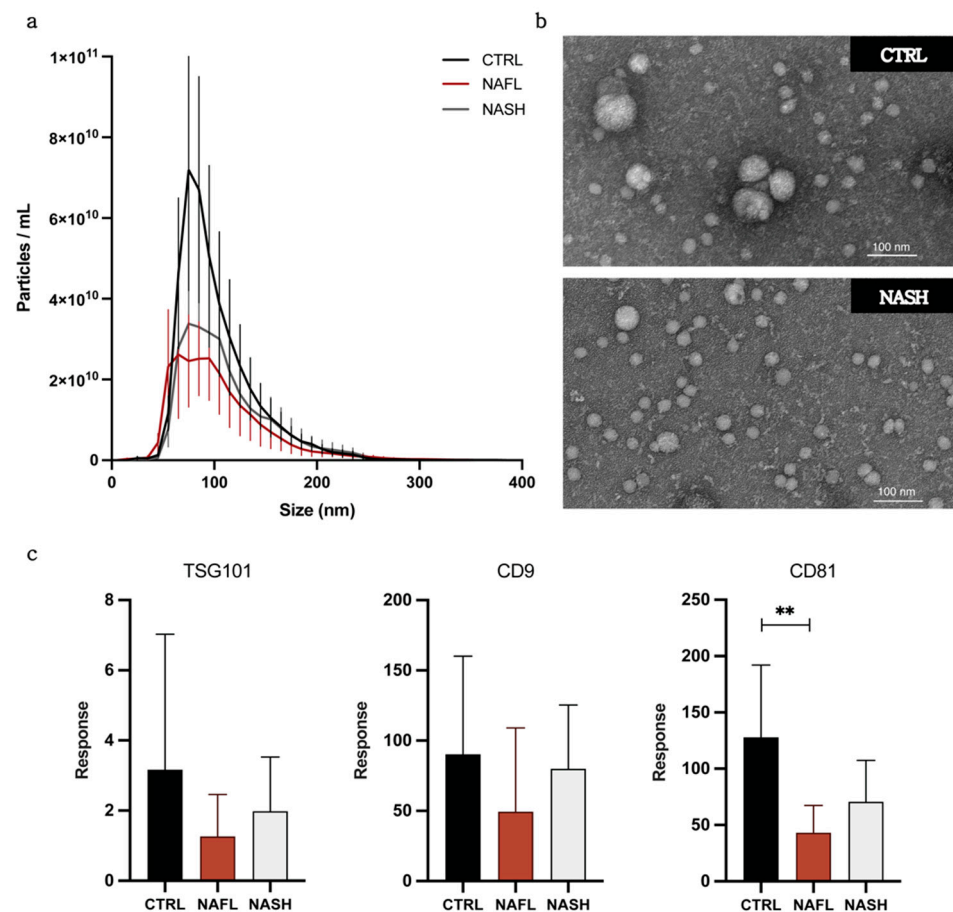 a
1×10¹¹
8×10¹⁰
6×10¹⁰
4×10¹⁰
2×10¹⁰
0
Particles / mL
0 100 200 300 400
Size (nm)
CTRL
NAFL
NASH
b
CTRL
100 nm
NASH
100 nm
c
TSG101
8
6
4
2
0
Response
CTRL NAFL NASH
CD9
200
150
100
50
0
Response
CTRL NAFL NASH
CD81
250
200
150
100
50
0
Response
**
CTRL NAFL NASH